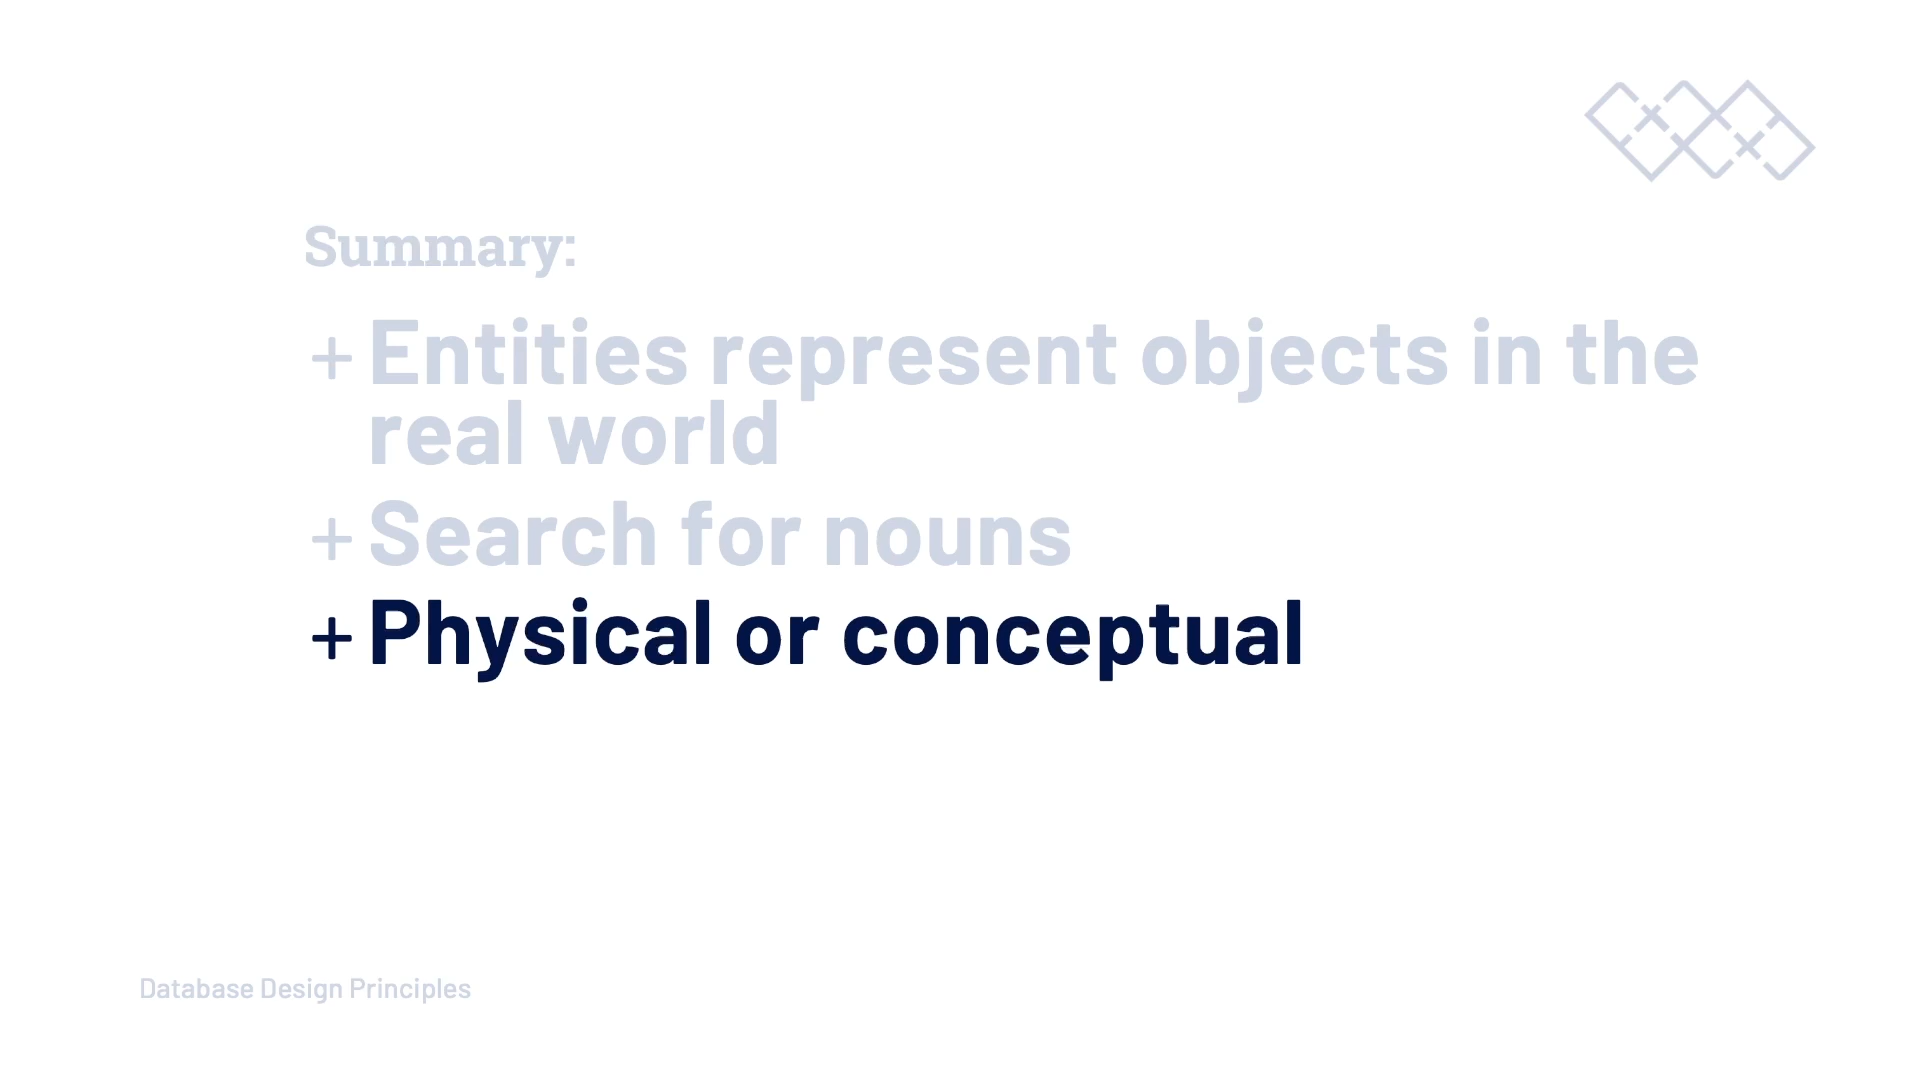 Summary:
+ Entities represent objects in the
real world
+ Search for nouns
+ Physical or conceptual
Database Design Principles